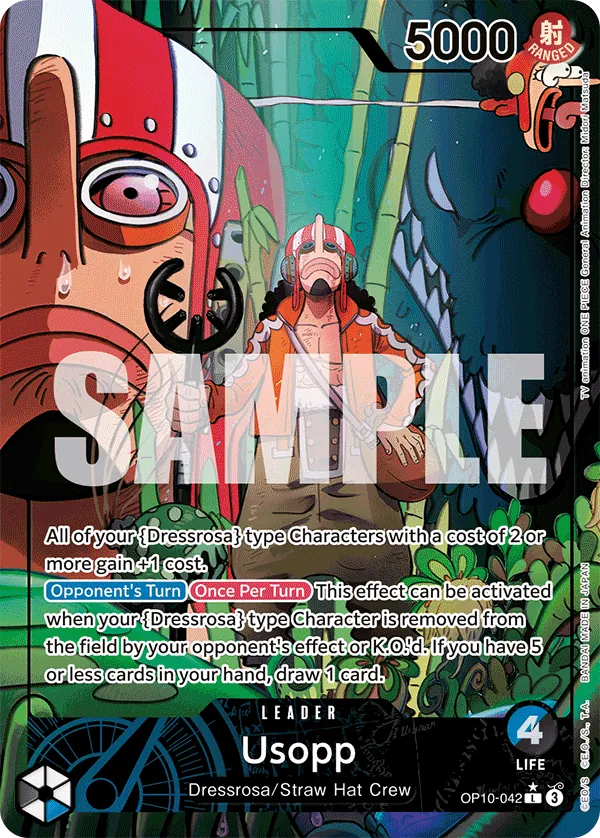 5000
射
RANGED
TV animation ONE PIECE General Animation Director: Midori Matsuda
SAMPLE
All of your {Dressrosa} type Characters with a cost of 2 or
more gain +1 cost.
Opponent's Turn Once Per Turn This effect can be activated
when your {Dressrosa} type Character is removed from
the field by your opponent's effect or K.O.'d. If you have 5
or less cards in your hand, draw 1 card.
©EO/S ©E.O./S., T.A. BANDAI MADE IN JAPAN
LEADER
Usopp
4
LIFE
Dressrosa/Straw Hat Crew
OP10-042 L 3